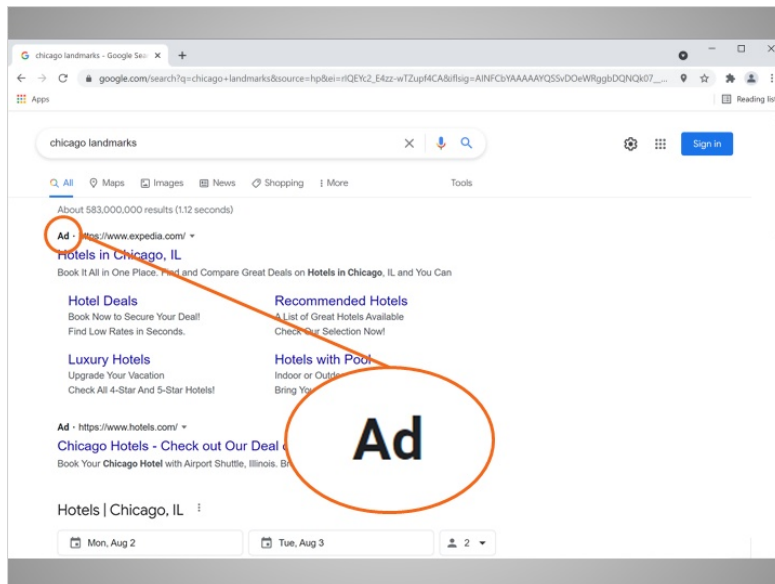 chicago landmarks - Google Sear
google.com/search?q=chicago+landmarks&source=hp&ei=rIQEYc2_E4zz-wTZupf4CA&iflsig=AINFCbYAAAAAYQSSvDOeWRggbDQNQk07__...
Apps
Reading list
chicago landmarks
Sign in
All Maps Images News Shopping More Tools
About 583,000,000 results (1.12 seconds)
Ad · https://www.expedia.com/
Hotels in Chicago, IL
Book It All in One Place. Find and Compare Great Deals on Hotels in Chicago, IL and You Can
Hotel Deals
Book Now to Secure Your Deal!
Find Low Rates in Seconds.
Recommended Hotels
A List of Great Hotels Available
Check Our Selection Now!
Luxury Hotels
Upgrade Your Vacation
Check All 4-Star And 5-Star Hotels!
Hotels with Pool
Indoor or
Bring
Ad
Ad · https://www.hotels.com/
Chicago Hotels - Check out Our Deal
Book Your Chicago Hotel with Airport Shuttle, Illinois.
Hotels | Chicago, IL
Mon, Aug 2
Tue, Aug 3
2